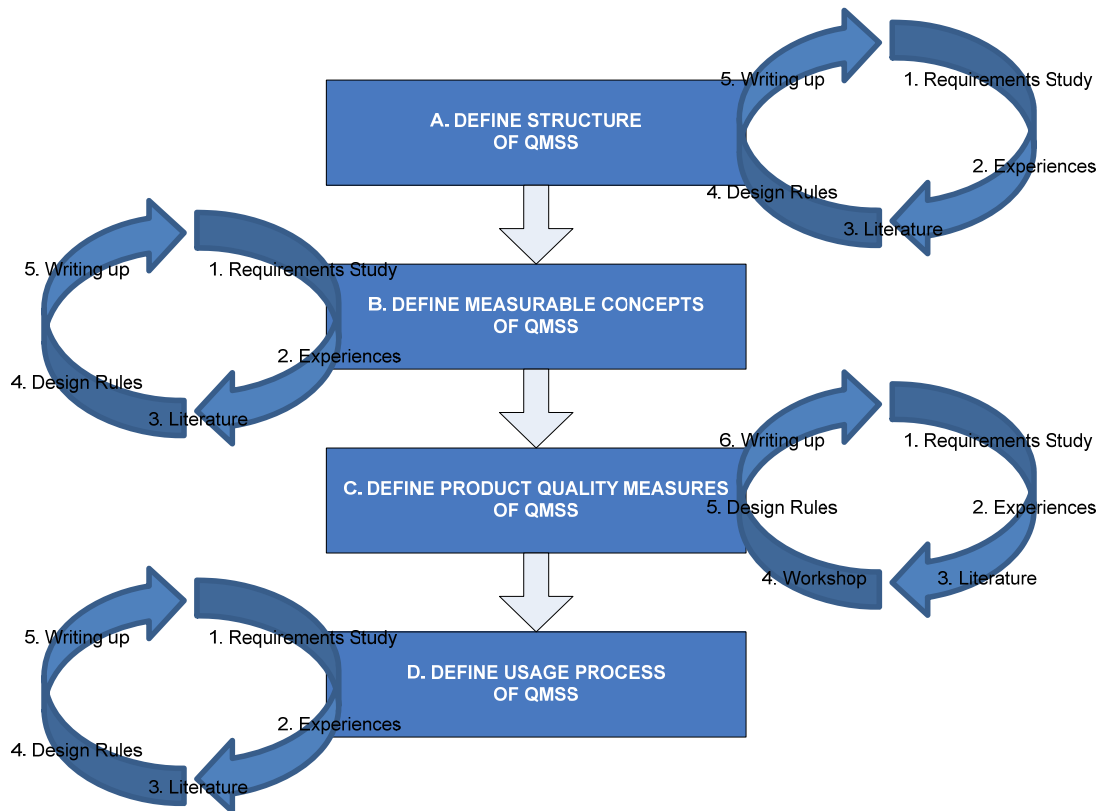 A. DEFINE STRUCTURE
OF QMSS
5. Writing up
1. Requirements Study
2. Experiences
4. Design Rules
3. Literature
B. DEFINE MEASURABLE CONCEPTS
OF QMSS
5. Writing up
1. Requirements Study
2. Experiences
4. Design Rules
3. Literature
C. DEFINE PRODUCT QUALITY MEASURES
OF QMSS
6. Writing up
1. Requirements Study
5. Design Rules
2. Experiences
4. Workshop
3. Literature
D. DEFINE USAGE PROCESS
OF QMSS
5. Writing up
1. Requirements Study
2. Experiences
4. Design Rules
3. Literature